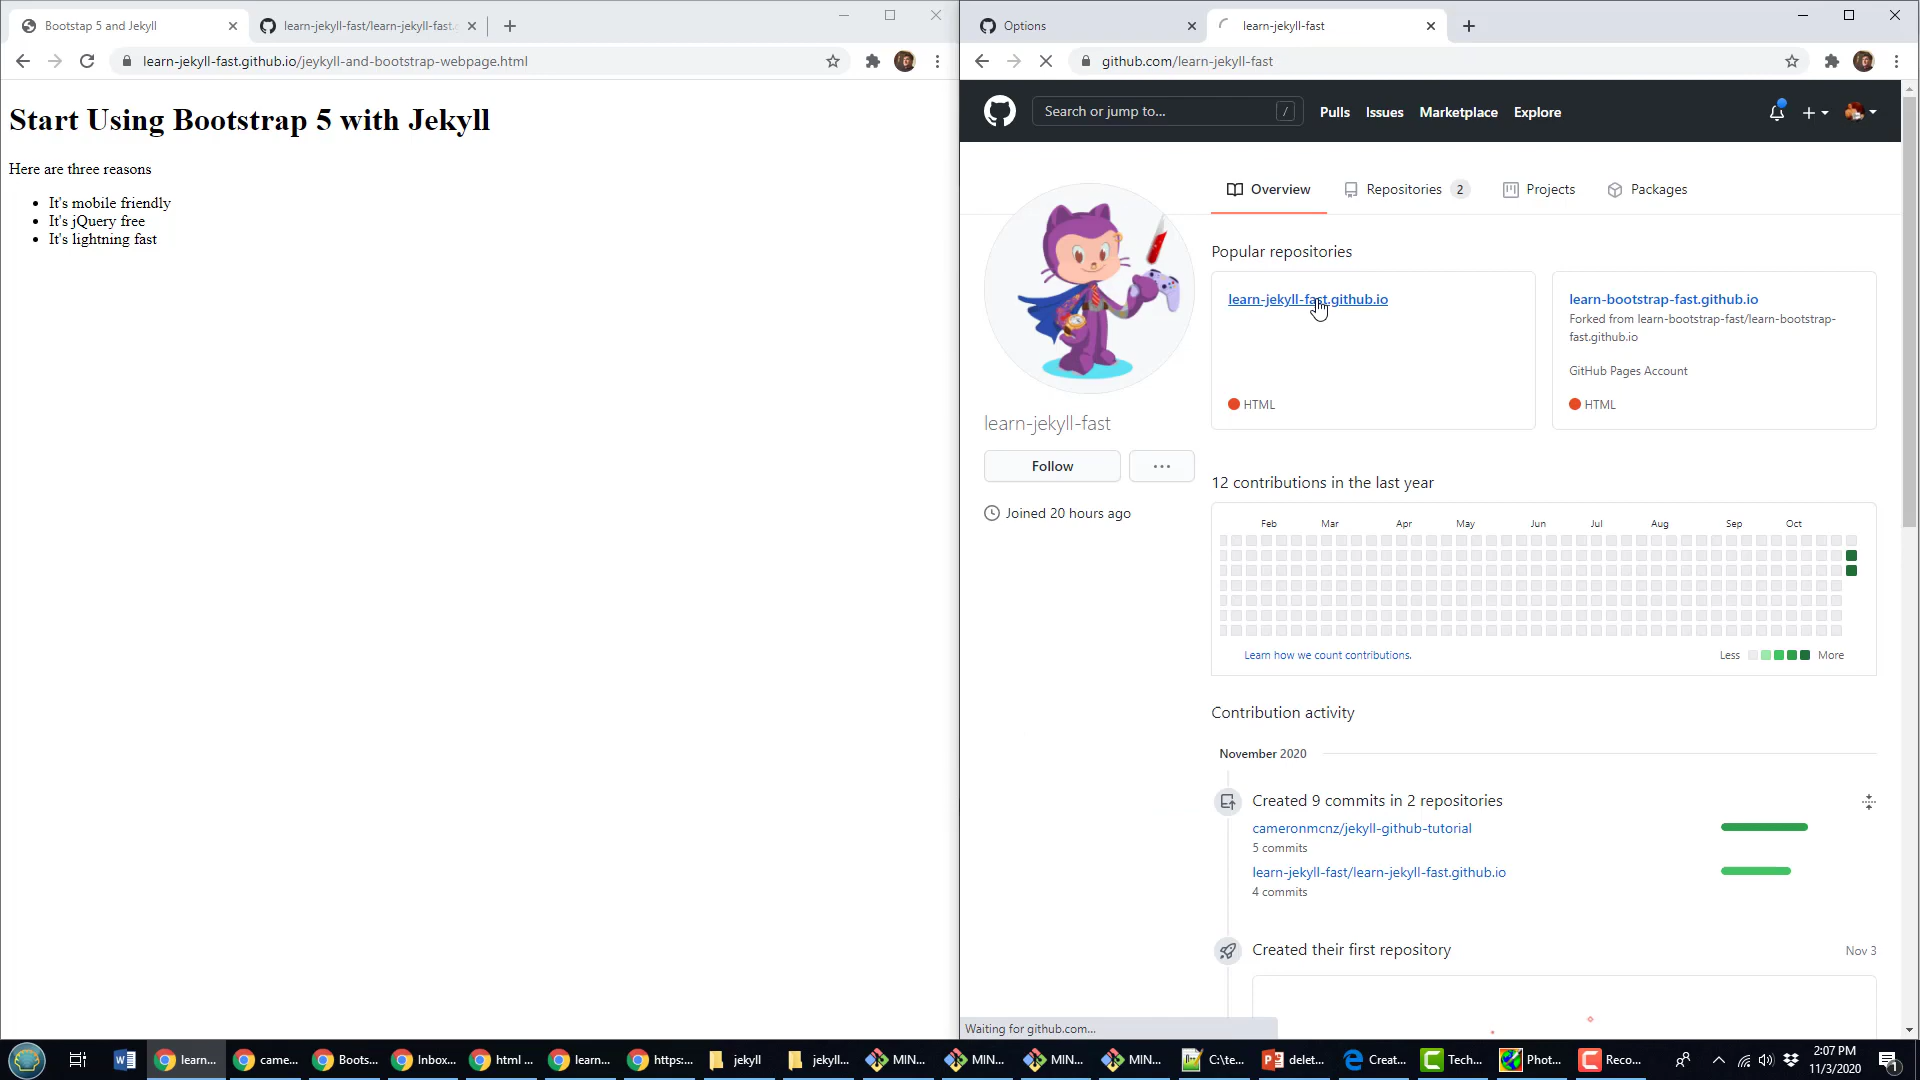 Bootstap 5 and Jekyll
learn-jekyll-fast/learn-jekyll-fast.
learn-jekyll-fast.github.io/jeykyll-and-bootstrap-webpage.html
Start Using Bootstrap 5 with Jekyll
Here are three reasons
It's mobile friendly
It's jQuery free
It's lightning fast
Options
learn-jekyll-fast
github.com/learn-jekyll-fast
Search or jump to...
/
Pulls
Issues
Marketplace
Explore
Overview
Repositories 2
Projects
Packages
learn-jekyll-fast
Follow
...
Joined 20 hours ago
Popular repositories
learn-jekyll-fast.github.io
HTML
learn-bootstrap-fast.github.io
Forked from learn-bootstrap-fast/learn-bootstrap-
fast.github.io
GitHub Pages Account
HTML
12 contributions in the last year
Feb Mar Apr May Jun Jul Aug Sep Oct
Learn how we count contributions.
Less
More
Contribution activity
November 2020
Created 9 commits in 2 repositories
cameronmcnz/jekyll-github-tutorial
5 commits
learn-jekyll-fast/learn-jekyll-fast.github.io
4 commits
Created their first repository
Nov 3
Waiting for github.com...
learn...
came...
Boots...
Inbox...
html ...
learn...
https:...
jekyll
jekyll...
MIN...
MIN...
MIN...
MIN...
C:\te...
delet...
Creat...
Tech...
Phot...
Reco...
2:07 PM
11/3/2020
1